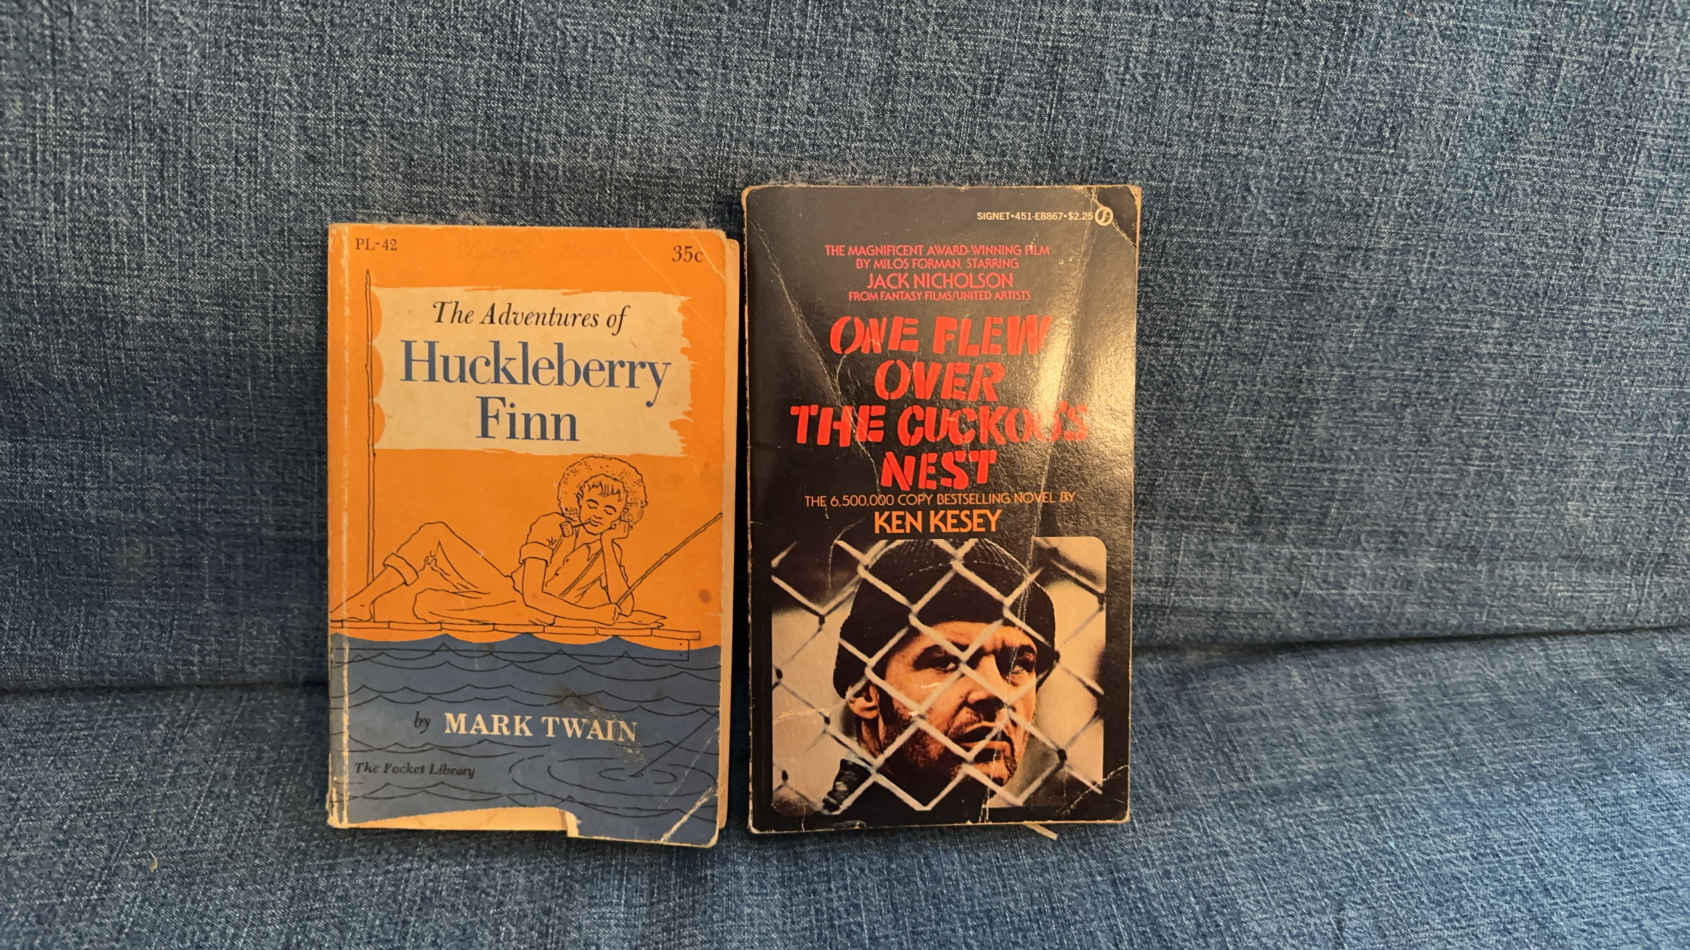 PL-42
35c
The Adventures of
Huckleberry
Finn
by MARK TWAIN
The Pocket Library
SIGNET•451-E8867•$2.25
THE MAGNIFICENT AWARD-WINNING FILM
BY MILOS FORMAN, STARRING
JACK NICHOLSON
FROM FANTASY FILMS/UNITED ARTISTS
ONE FLEW
OVER
THE CUCKOO'S
NEST
THE 6,500,000 COPY BESTSELLING NOVEL BY
KEN KESEY